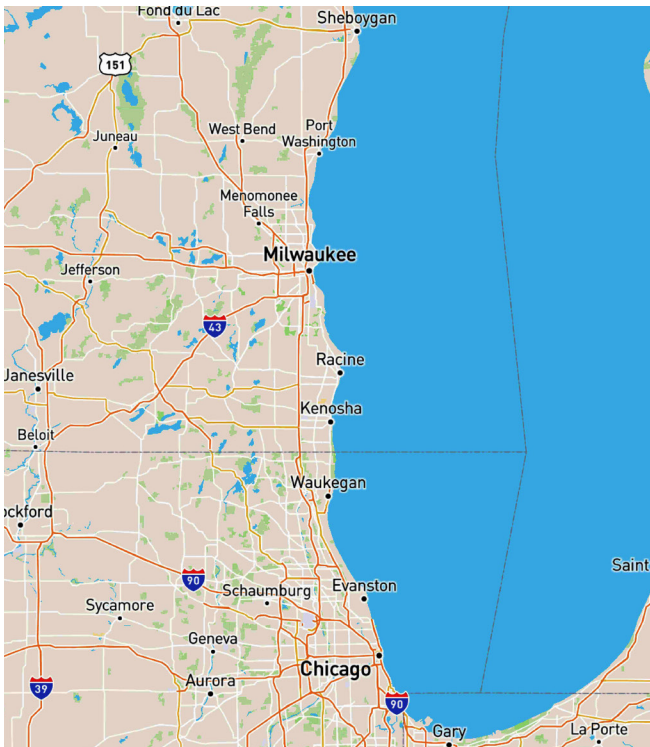 Fond du Lac
Sheboygan
151
Juneau
West Bend
Port
Washington
Menomonee
Falls
Milwaukee
Jefferson
43
Racine
Janesville
Kenosha
Beloit
Waukegan
ockford
90
Schaumburg
Evanston
Saint
Sycamore
Geneva
Chicago
Aurora
39
90
Gary
La Porte